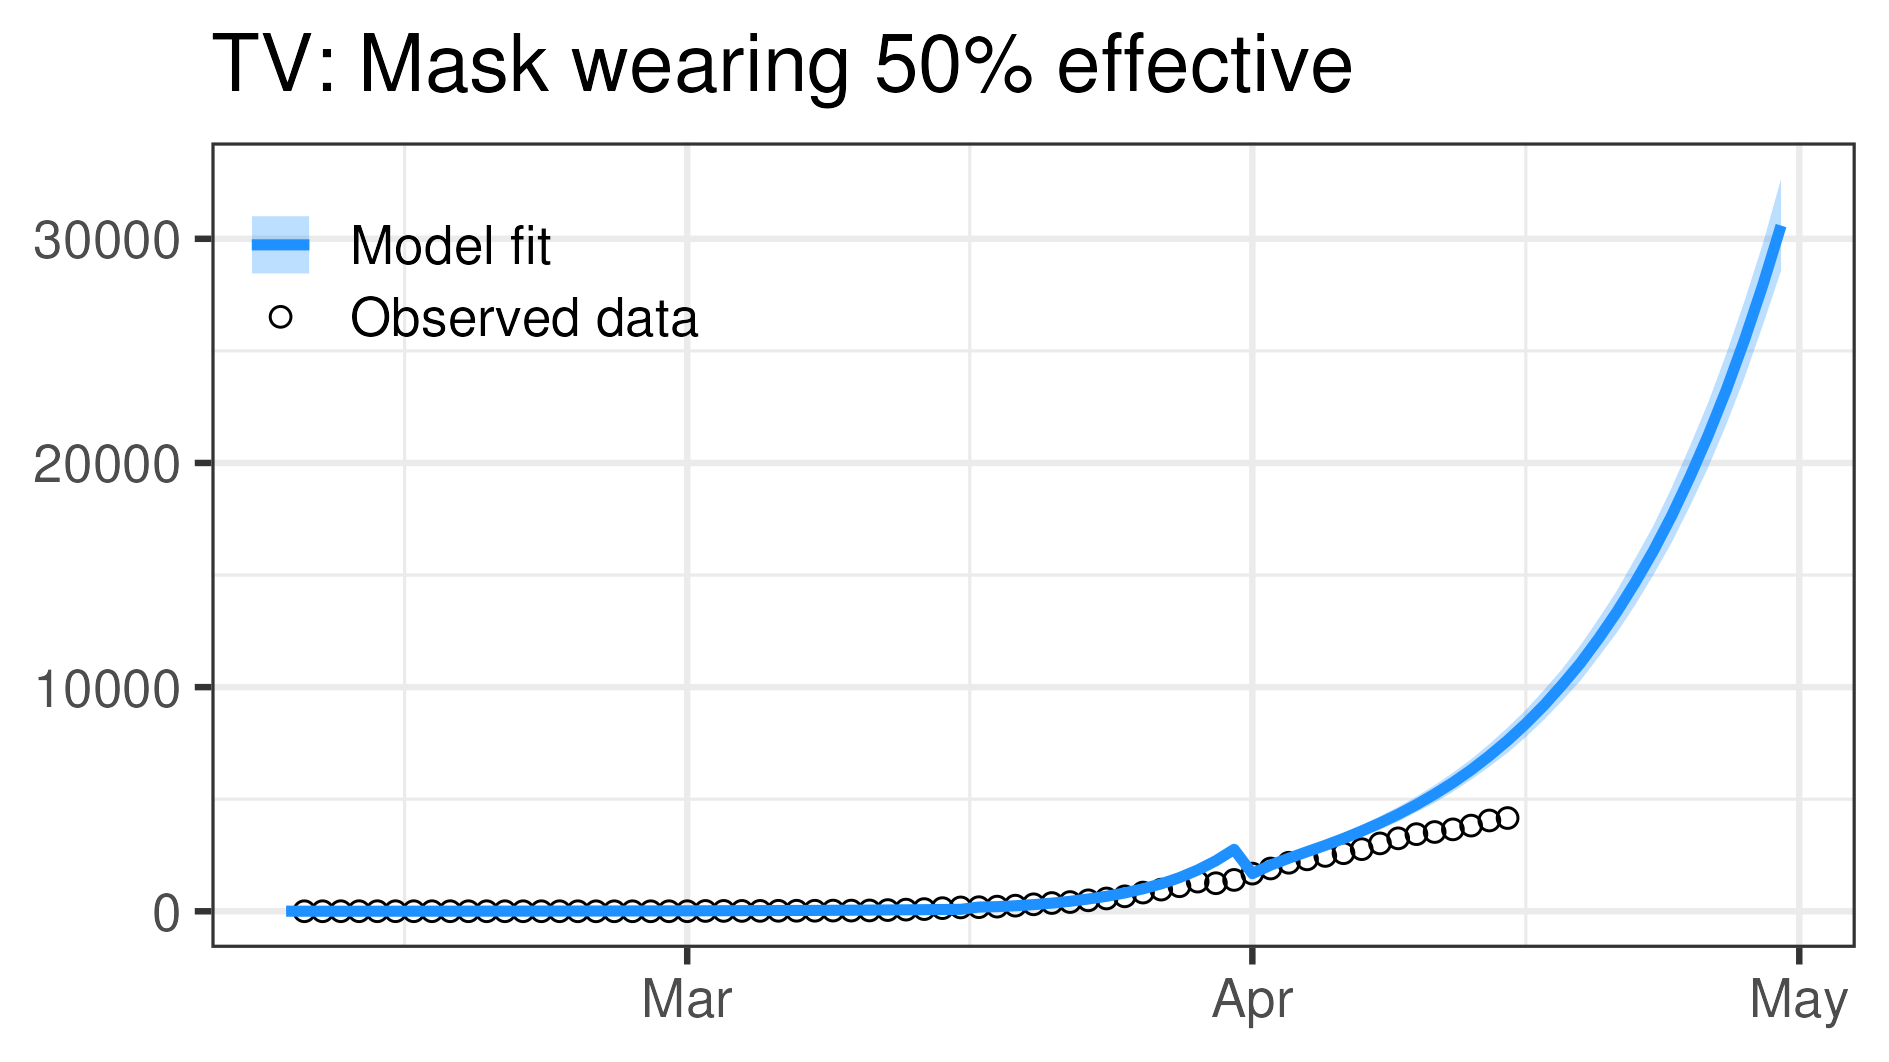 TV: Mask wearing 50% effective
30000
20000
10000
0
Model fit
Observed data
Mar
Apr
May